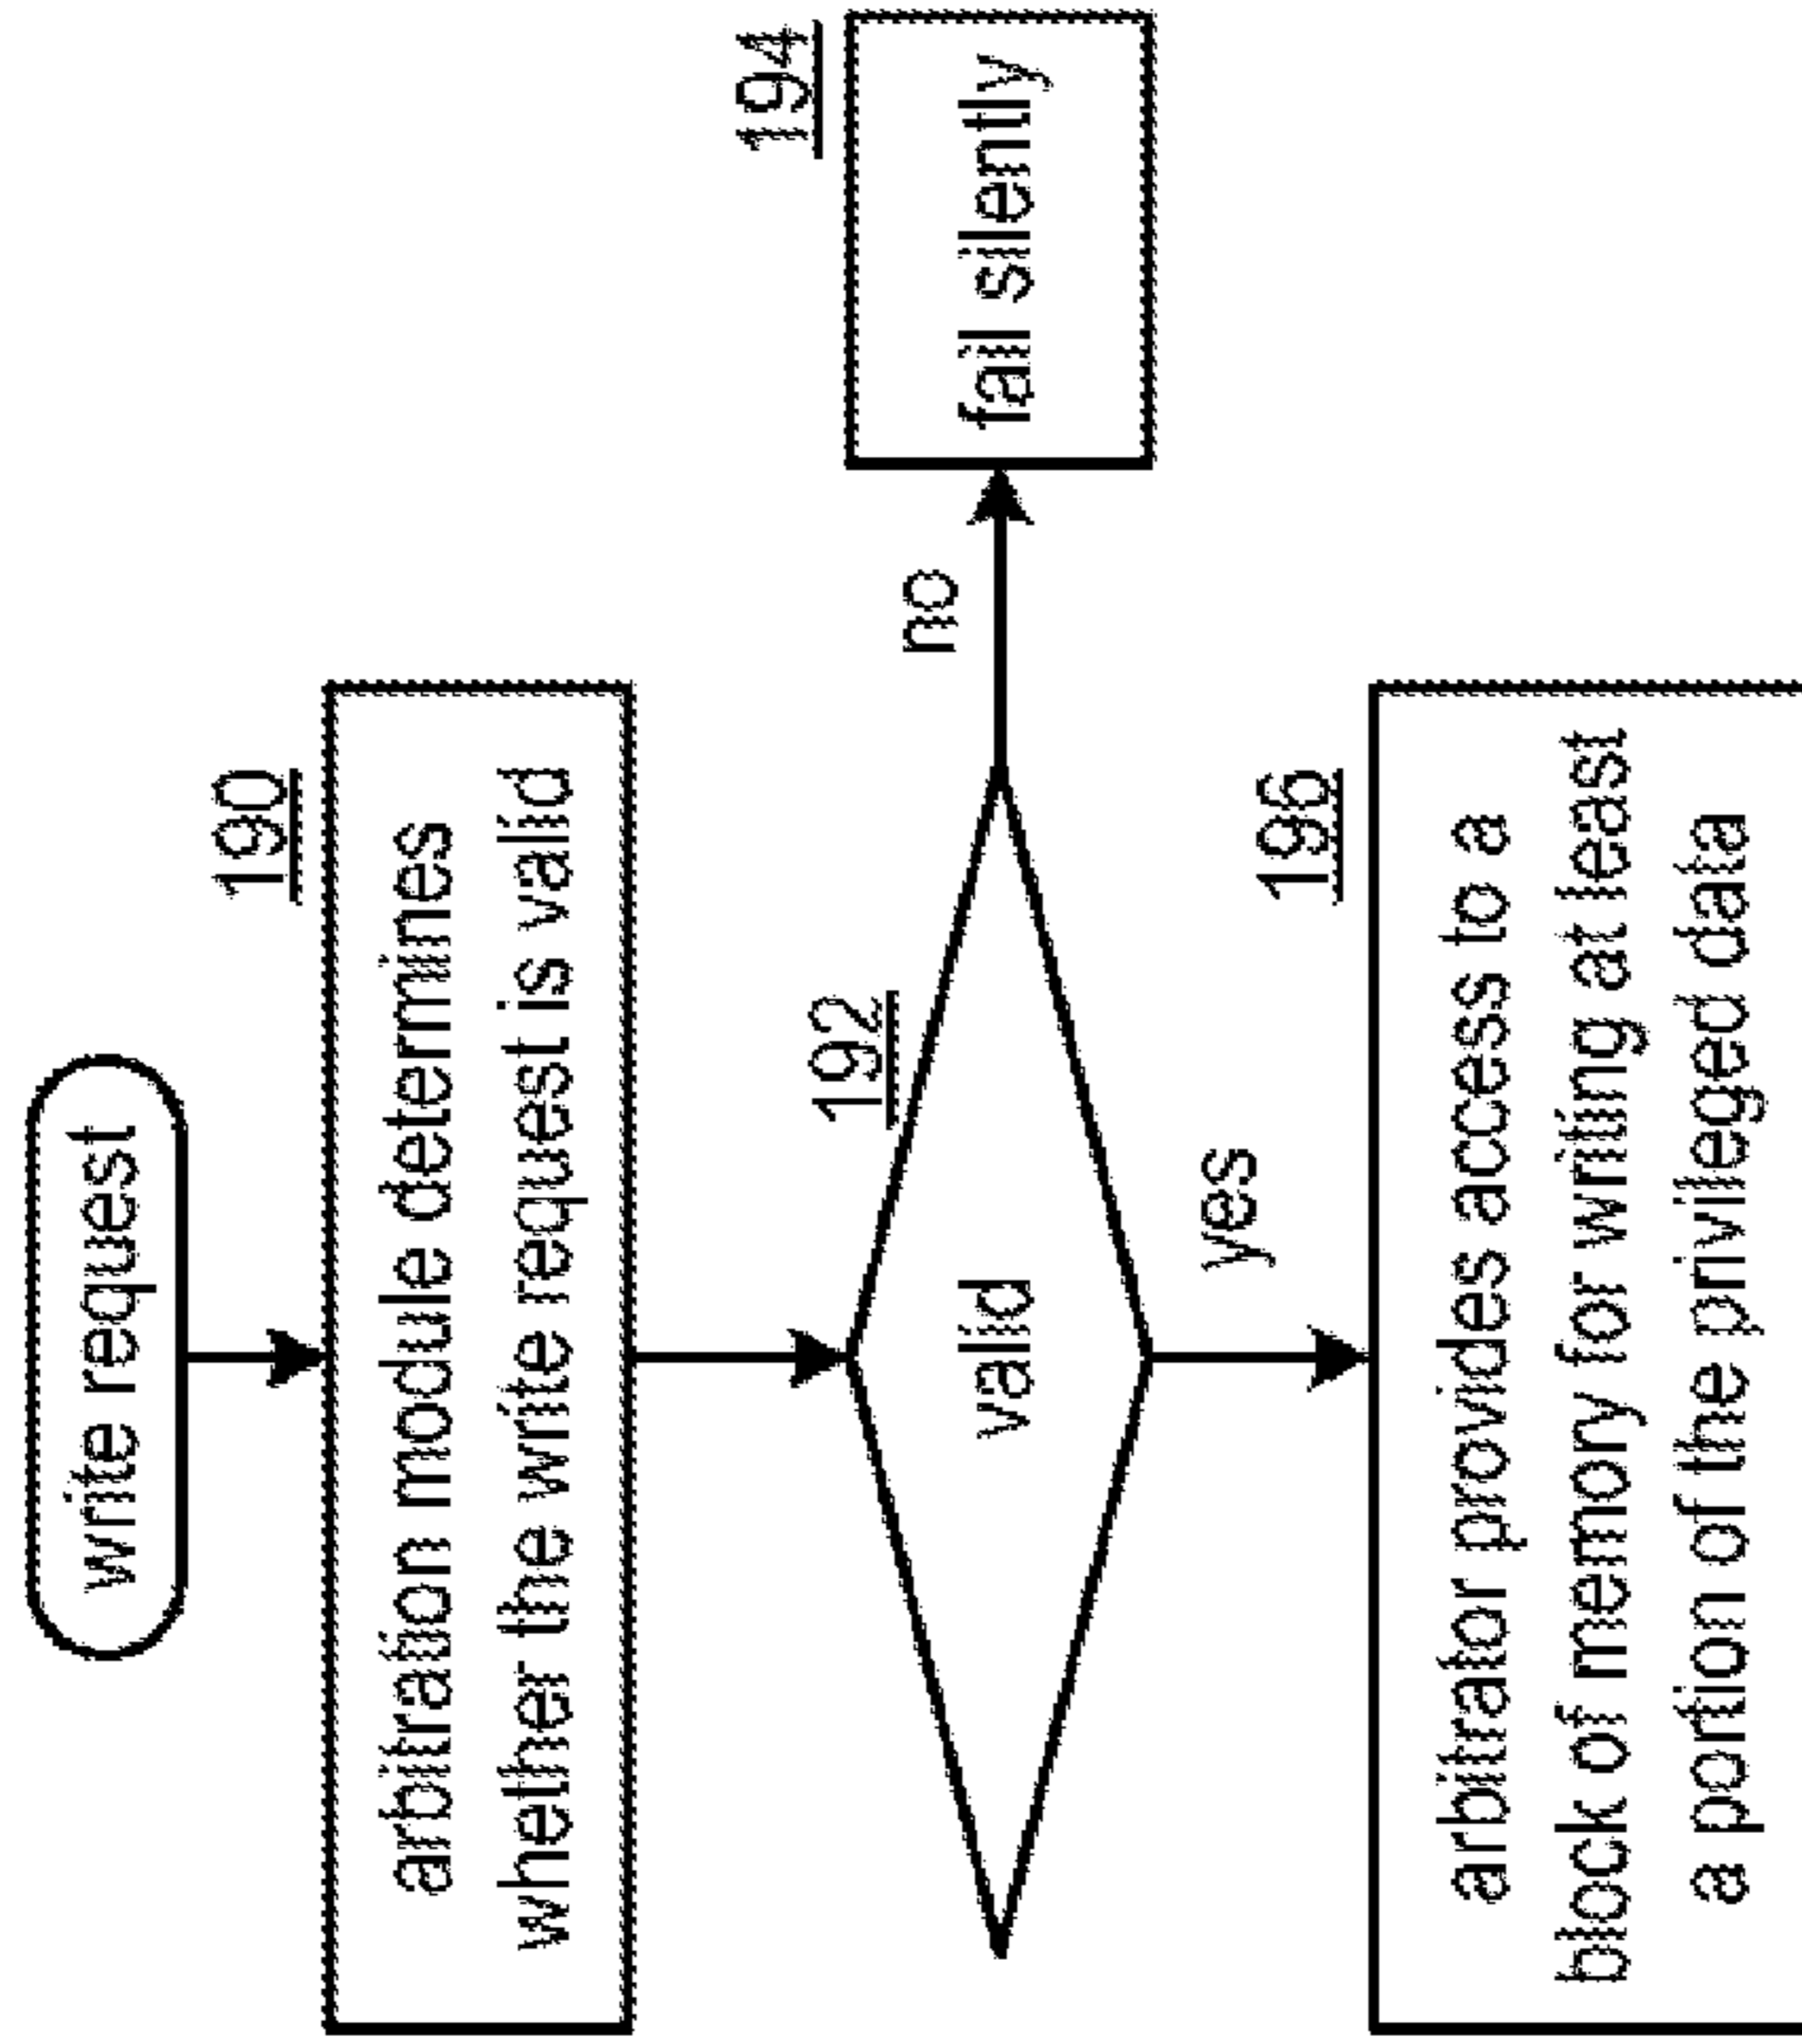 write request
190
arbitration module determines
whether the write request is valid
192
valid
no
194
fail silently
yes
196
arbitrator provides access to a
block of memory for writing at least
a portion of the privileged data